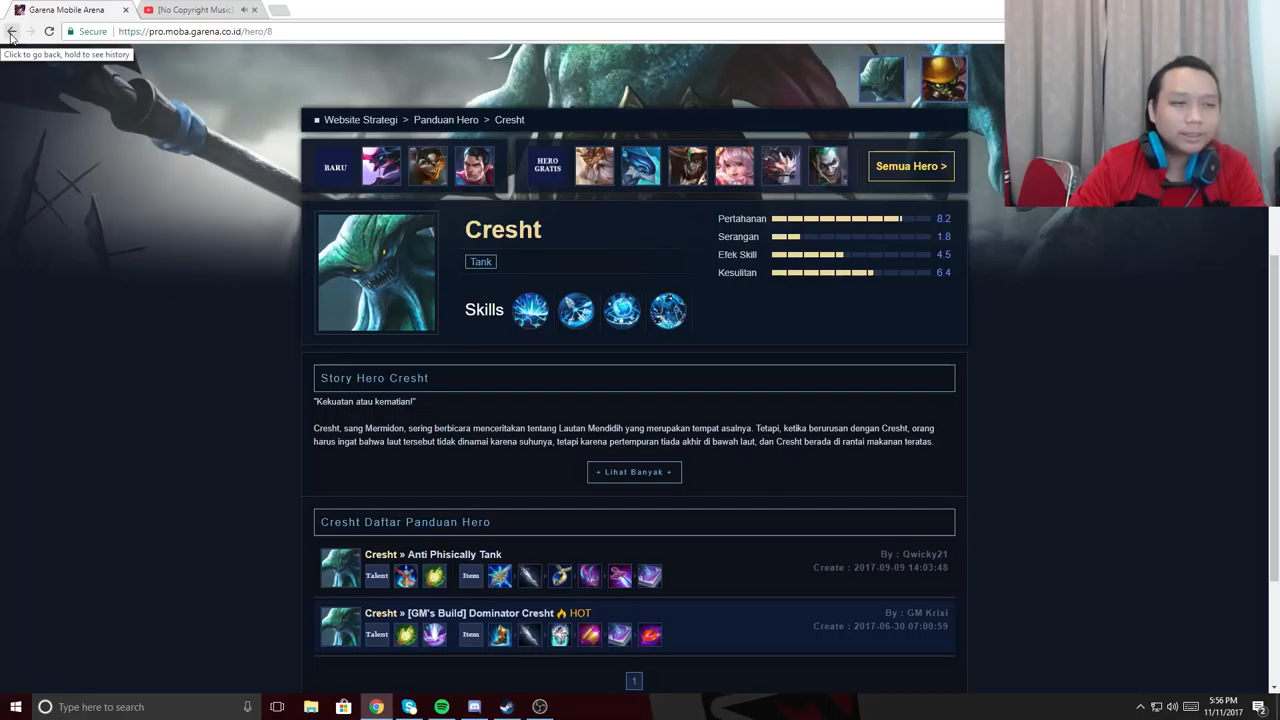 Garena Mobile Arena
[No Copyright Music]
Secure
https://pro.moba.garena.co.id/hero/8
Click to go back, hold to see history
Website Strategi > Panduan Hero > Cresht
BARU
HERO
GRATIS
Semua Hero >
Cresht
Tank
Skills
Pertahanan 8.2
Serangan 1.8
Efek Skill 4.5
Kesulitan 6.4
Story Hero Cresht
"Kekuatan atau kematian!"
Cresht, sang Mermidon, sering berbicara menceritakan tentang Lautan Mendidih yang merupakan tempat asalnya. Tetapi, ketika berurusan dengan Cresht, orang
harus ingat bahwa laut tersebut tidak dinamai karena suhunya, tetapi karena pertempuran tiada akhir di bawah laut, dan Cresht berada di rantai makanan teratas.
+ Lihat Banyak +
Cresht Daftar Panduan Hero
Cresht » Anti Phisically Tank
By : Qwicky21
Talent Item
Create : 2017-09-09 14:03:48
Cresht » [GM's Build] Dominator Cresht HOT
By : GM Krixi
Talent Item
Create : 2017-06-30 07:00:59
1
Type here to search
5:56 PM
11/11/2017
2